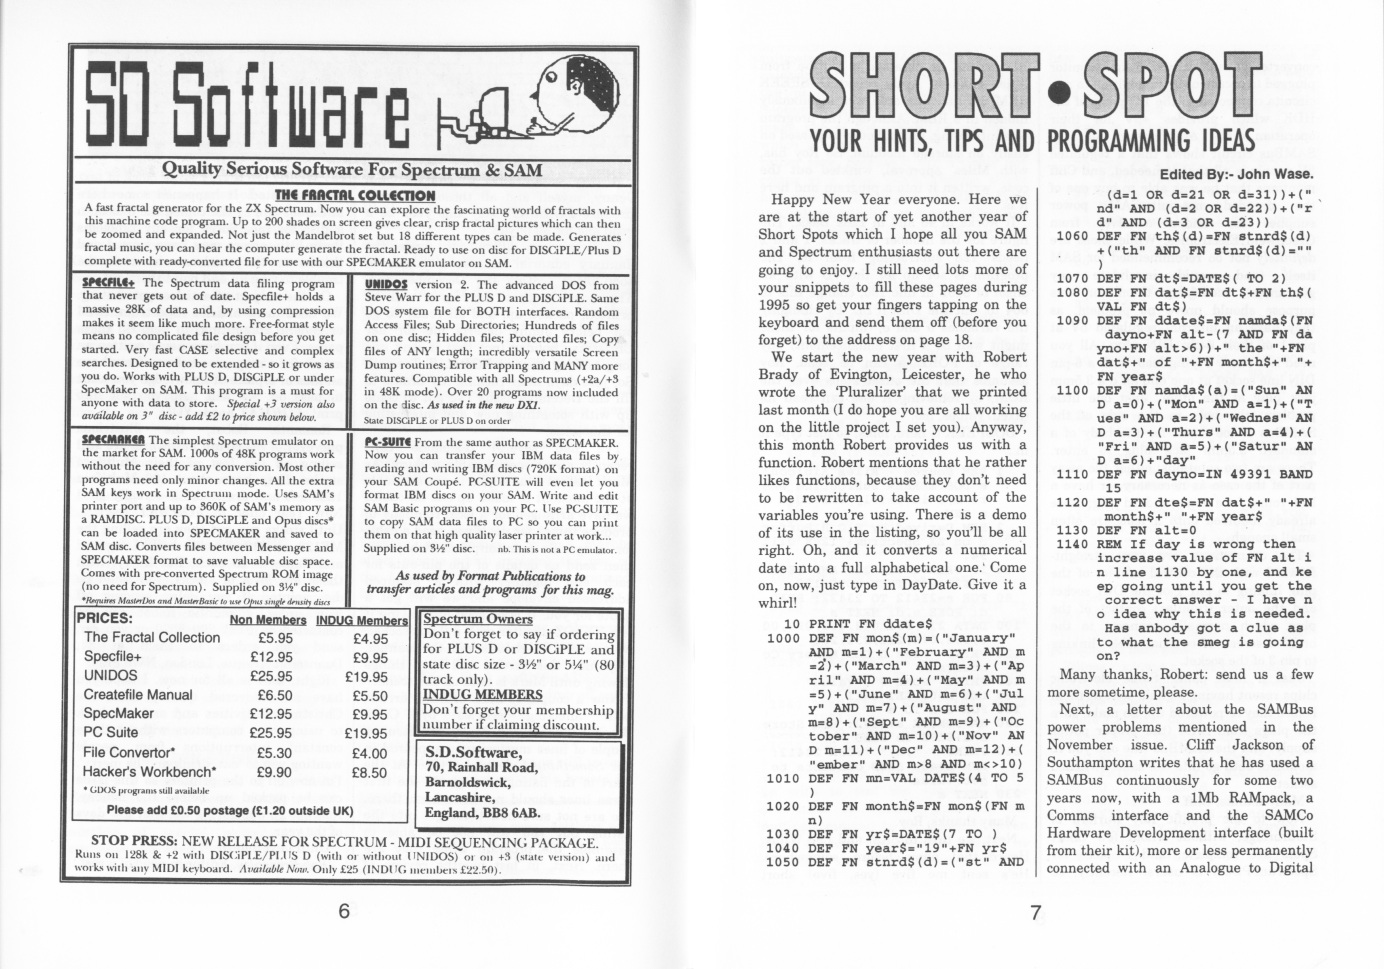 SD Software
Quality Serious Software For Spectrum & SAM
THE FRACTAL COLLECTION
A fast fractal generator for the ZX Spectrum. Now you can explore the fascinating world of fractals with
this machine code program. Up to 200 shades on screen gives clear, crisp fractal pictures which can then
be zoomed and expanded. Not just the Mandelbrot set but 18 different types can be made. Generates
fractal music, you can hear the computer generate the fractal. Ready to use on disc for DISCiPLE/Plus D
complete with ready-converted file for use with our SPECMAKER emulator on SAM.
SPECFILE+ The Spectrum data filing program
that never gets out of date. Specfile+ holds a
massive 28K of data and, by using compression
makes it seem like much more. Free-format style
means no complicated file design before you get
started. Very fast CASE selective and complex
searches. Designed to be extended - so it grows as
you do. Works with PLUS D, DISCiPLE or under
SpecMaker on SAM. This program is a must for
anyone with data to store. Special +3 version also
available on 3" disc - add £2 to price shown below.
UNIDOS version 2. The advanced DOS from
Steve Warr for the PLUS D and DISCiPLE. Same
DOS system file for BOTH interfaces. Random
Access Files; Sub Directories; Hundreds of files
on one disc; Hidden files; Protected files; Copy
files of ANY length; incredibly versatile Screen
Dump routines; Error Trapping and MANY more
features. Compatible with all Spectrums (+2a/+3
in 48K mode). Over 20 programs now included
on the disc. As used in the new DX1.
State DISCiPLE or PLUS D on order
SPECMAKER The simplest Spectrum emulator on
the market for SAM. 1000s of 48K programs work
without the need for any conversion. Most other
programs need only minor changes. All the extra
SAM keys work in Spectrum mode. Uses SAM's
printer port and up to 360K of SAM's memory as
a RAMDISC. PLUS D, DISCiPLE and Opus discs*
can be loaded into SPECMAKER and saved to
SAM disc. Converts files between Messenger and
SPECMAKER format to save valuable disc space.
Comes with pre-converted Spectrum ROM image
(no need for Spectrum). Supplied on 3½" disc.
*Requires MasterDos and MasterBasic to use Opus single density discs
PC-SUITE From the same author as SPECMAKER.
Now you can transfer your IBM data files by
reading and writing IBM discs (720K format) on
your SAM Coupé. PC-SUITE will even let you
format IBM discs on your SAM. Write and edit
SAM Basic programs on your PC. Use PC-SUITE
to copy SAM data files to PC so you can print
them on that high quality laser printer at work...
Supplied on 3½" disc. nb. This is not a PC emulator.
As used by Format Publications to
transfer articles and programs for this mag.
PRICES: Non Members INDUG Members
The Fractal Collection £5.95 £4.95
Specfile+ £12.95 £9.95
UNIDOS £25.95 £19.95
Createfile Manual £6.50 £5.50
SpecMaker £12.95 £9.95
PC Suite £25.95 £19.95
File Convertor* £5.30 £4.00
Hacker's Workbench* £9.90 £8.50
* GDOS programs still available
Please add £0.50 postage (£1.20 outside UK)
Spectrum Owners
Don't forget to say if ordering
for PLUS D or DISCiPLE and
state disc size - 3½" or 5¼" (80
track only).
INDUG MEMBERS
Don't forget your membership
number if claiming discount.
S.D.Software,
70, Rainhall Road,
Barnoldswick,
Lancashire,
England, BB8 6AB.
STOP PRESS: NEW RELEASE FOR SPECTRUM - MIDI SEQUENCING PACKAGE.
Runs on 128k & +2 with DISCiPLE/PLUS D (with or without UNIDOS) or on +3 (state version) and
works with any MIDI keyboard. Available Now. Only £25 (INDUG members £22.50).
6
SHORT•SPOT
YOUR HINTS, TIPS AND PROGRAMMING IDEAS
Edited By:- John Wase.
Happy New Year everyone. Here we
are at the start of yet another year of
Short Spots which I hope all you SAM
and Spectrum enthusiasts out there are
going to enjoy. I still need lots more of
your snippets to fill these pages during
1995 so get your fingers tapping on the
keyboard and send them off (before you
forget) to the address on page 18.
We start the new year with Robert
Brady of Evington, Leicester, he who
wrote the 'Pluralizer' that we printed
last month (I do hope you are all working
on the little project I set you). Anyway,
this month Robert provides us with a
function. Robert mentions that he rather
likes functions, because they don't need
to be rewritten to take account of the
variables you're using. There is a demo
of its use in the listing, so you'll be all
right. Oh, and it converts a numerical
date into a full alphabetical one. Come
on, now, just type in DayDate. Give it a
whirl!
10 PRINT FN ddate$
1000 DEF FN mon$(m)=("January"
AND m=1)+("February" AND m
=2)+("March" AND m=3)+("Ap
ril" AND m=4)+("May" AND m
=5)+("June" AND m=6)+("Jul
y" AND m=7)+("August" AND
m=8)+("Sept" AND m=9)+("Oc
tober" AND m=10)+("Nov" AN
D m=11)+("Dec" AND m=12)+(
"ember" AND m>8 AND m<>10)
1010 DEF FN mn=VAL DATE$(4 TO 5
)
1020 DEF FN month$=FN mon$(FN m
n)
1030 DEF FN yr$=DATE$(7 TO )
1040 DEF FN year$="19"+FN yr$
1050 DEF FN stnrd$(d)=("st" AND
(d=1 OR d=21 OR d=31))+("
nd" AND (d=2 OR d=22))+("r
d" AND (d=3 OR d=23))
1060 DEF FN th$(d)=FN stnrd$(d)
+("th" AND FN stnrd$(d)=""
)
1070 DEF FN dt$=DATE$( TO 2)
1080 DEF FN dat$=FN dt$+FN th$(
VAL FN dt$)
1090 DEF FN ddate$=FN namda$(FN
dayno+FN alt-(7 AND FN da
yno+FN alt>6))+" the "+FN
dat$+" of "+FN month$+" "+
FN year$
1100 DEF FN namda$(a)=("Sun" AN
D a=0)+("Mon" AND a=1)+("T
ues" AND a=2)+("Wednes" AN
D a=3)+("Thurs" AND a=4)+(
"Fri" AND a=5)+("Satur" AN
D a=6)+"day"
1110 DEF FN dayno=IN 49391 BAND
15
1120 DEF FN dte$=FN dat$+" "+FN
month$+" "+FN year$
1130 DEF FN alt=0
1140 REM If day is wrong then
increase value of FN alt i
n line 1130 by one, and ke
ep going until you get the
correct answer - I have n
o idea why this is needed.
Has anbody got a clue as
to what the smeg is going
on?
Many thanks, Robert: send us a few
more sometime, please.
Next, a letter about the SAMBus
power problems mentioned in the
November issue. Cliff Jackson of
Southampton writes that he has used a
SAMBus continuously for some two
years now, with a 1Mb RAMpack, a
Comms interface and the SAMCo
Hardware Development interface (built
from their kit), more or less permanently
connected with an Analogue to Digital
7